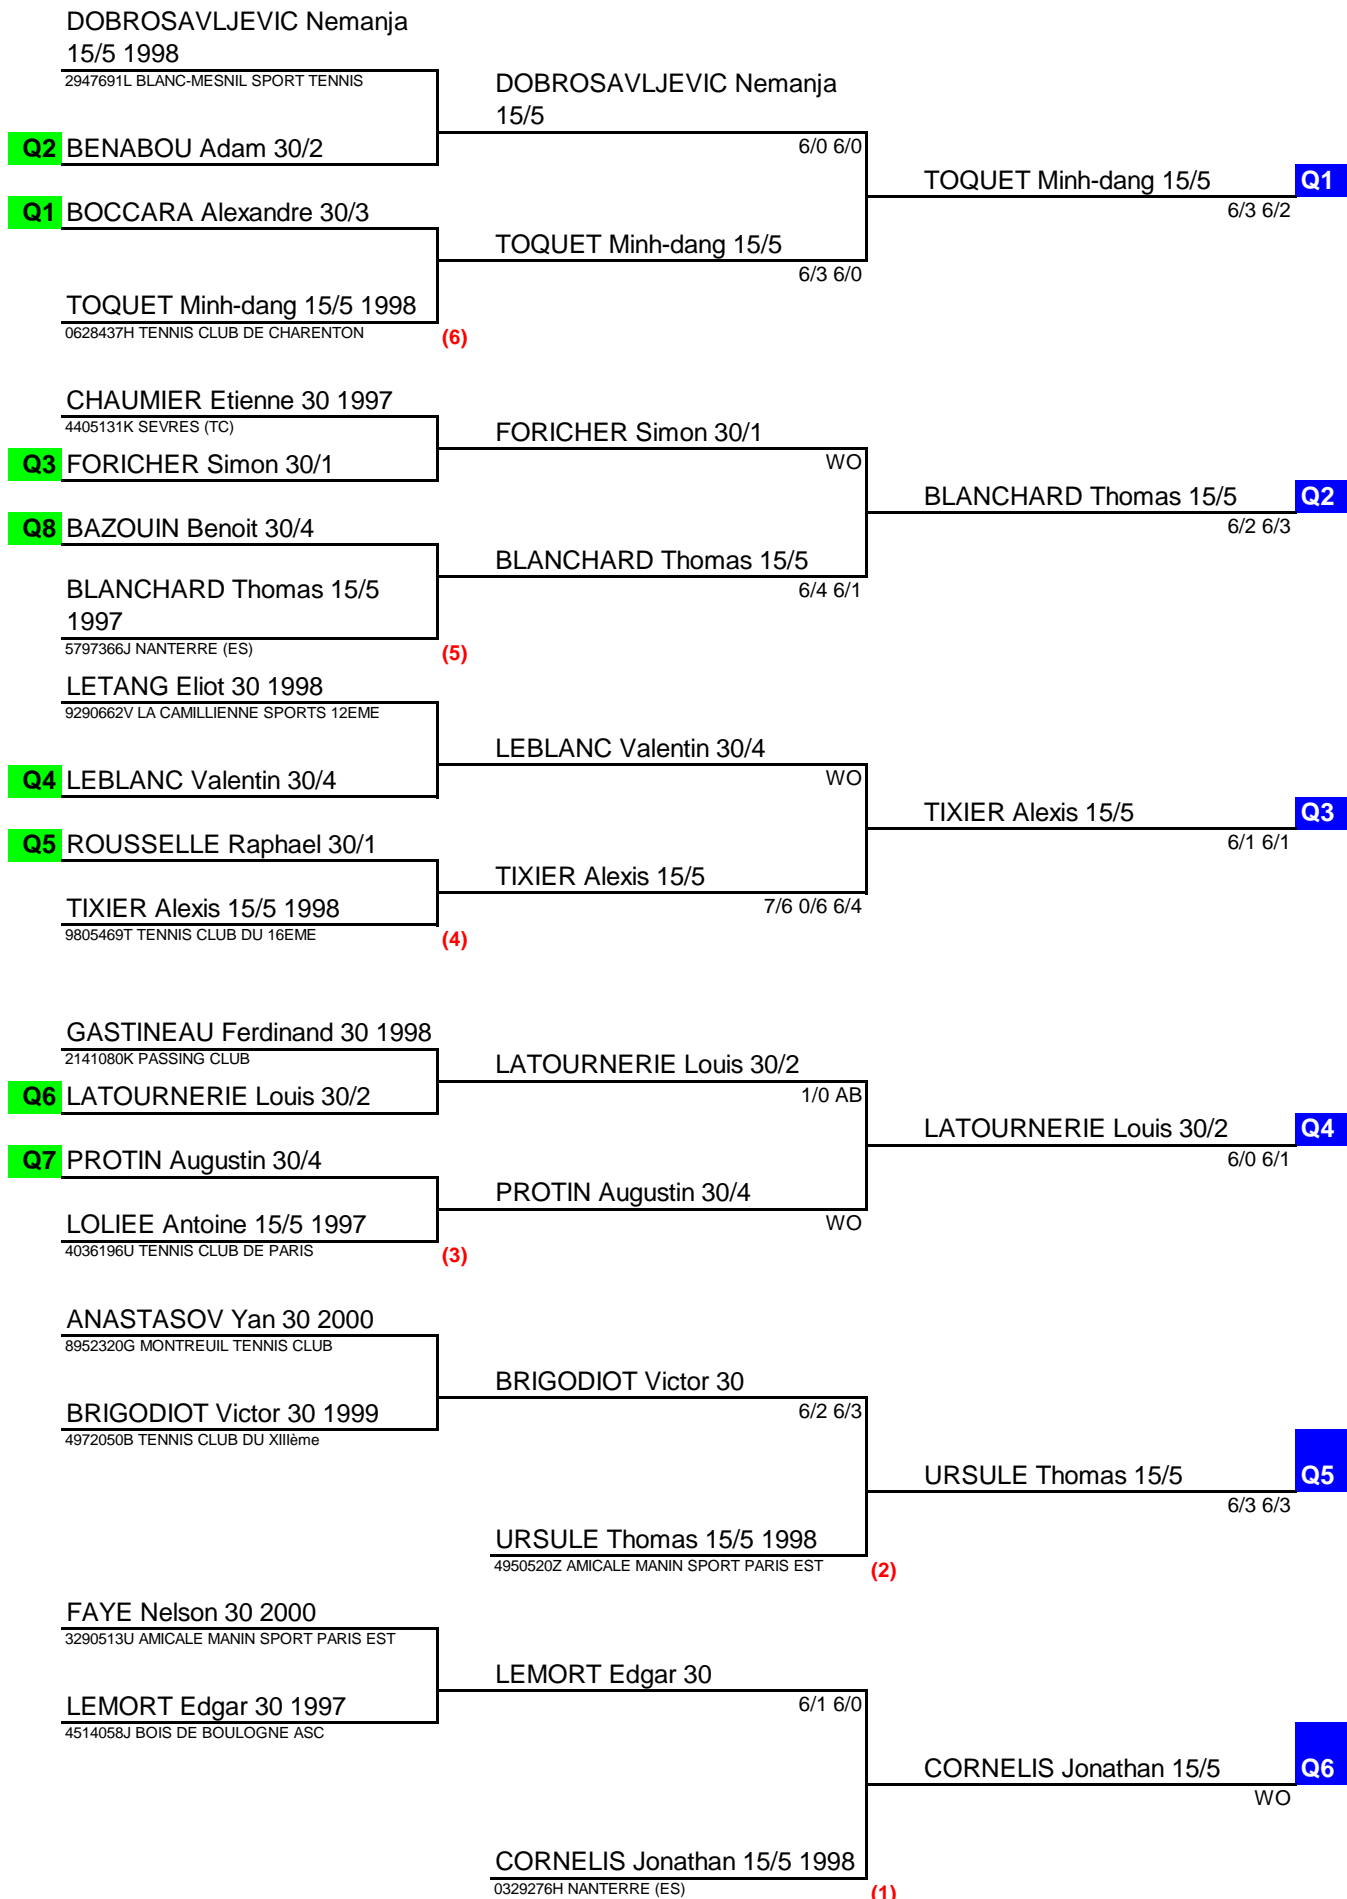 DOBROSAVLJEVIC Nemanja
15/5 1998
2947691L BLANC-MESNIL SPORT TENNIS
DOBROSAVLJEVIC Nemanja
15/5
Q2 BENABOU Adam 30/2
6/0 6/0
TOQUET Minh-dang 15/5 Q1
6/3 6/2
Q1 BOCCARA Alexandre 30/3
TOQUET Minh-dang 15/5
6/3 6/0
TOQUET Minh-dang 15/5 1998
0628437H TENNIS CLUB DE CHARENTON
(6)
CHAUMIER Etienne 30 1997
4405131K SEVRES (TC)
FORICHER Simon 30/1
WO
Q3 FORICHER Simon 30/1
BLANCHARD Thomas 15/5 Q2
6/2 6/3
Q8 BAZOUIN Benoit 30/4
BLANCHARD Thomas 15/5
6/4 6/1
BLANCHARD Thomas 15/5
1997
5797366J NANTERRE (ES)
(5)
LETANG Eliot 30 1998
9290662V LA CAMILLIENNE SPORTS 12EME
LEBLANC Valentin 30/4
WO
Q4 LEBLANC Valentin 30/4
TIXIER Alexis 15/5 Q3
6/1 6/1
Q5 ROUSSELLE Raphael 30/1
TIXIER Alexis 15/5
7/6 0/6 6/4
TIXIER Alexis 15/5 1998
9805469T TENNIS CLUB DU 16EME
(4)
GASTINEAU Ferdinand 30 1998
2141080K PASSING CLUB
LATOURNERIE Louis 30/2
1/0 AB
Q6 LATOURNERIE Louis 30/2
LATOURNERIE Louis 30/2 Q4
6/0 6/1
Q7 PROTIN Augustin 30/4
PROTIN Augustin 30/4
WO
LOLIEE Antoine 15/5 1997
4036196U TENNIS CLUB DE PARIS
(3)
ANASTASOV Yan 30 2000
8952320G MONTREUIL TENNIS CLUB
BRIGODIOT Victor 30
6/2 6/3
BRIGODIOT Victor 30 1999
4972050B TENNIS CLUB DU XIIIème
URSULE Thomas 15/5 Q5
6/3 6/3
URSULE Thomas 15/5 1998
4950520Z AMICALE MANIN SPORT PARIS EST
(2)
FAYE Nelson 30 2000
3290513U AMICALE MANIN SPORT PARIS EST
LEMORT Edgar 30
6/1 6/0
LEMORT Edgar 30 1997
4514058J BOIS DE BOULOGNE ASC
CORNELIS Jonathan 15/5 Q6
WO
CORNELIS Jonathan 15/5 1998
0329276H NANTERRE (ES)
(1)